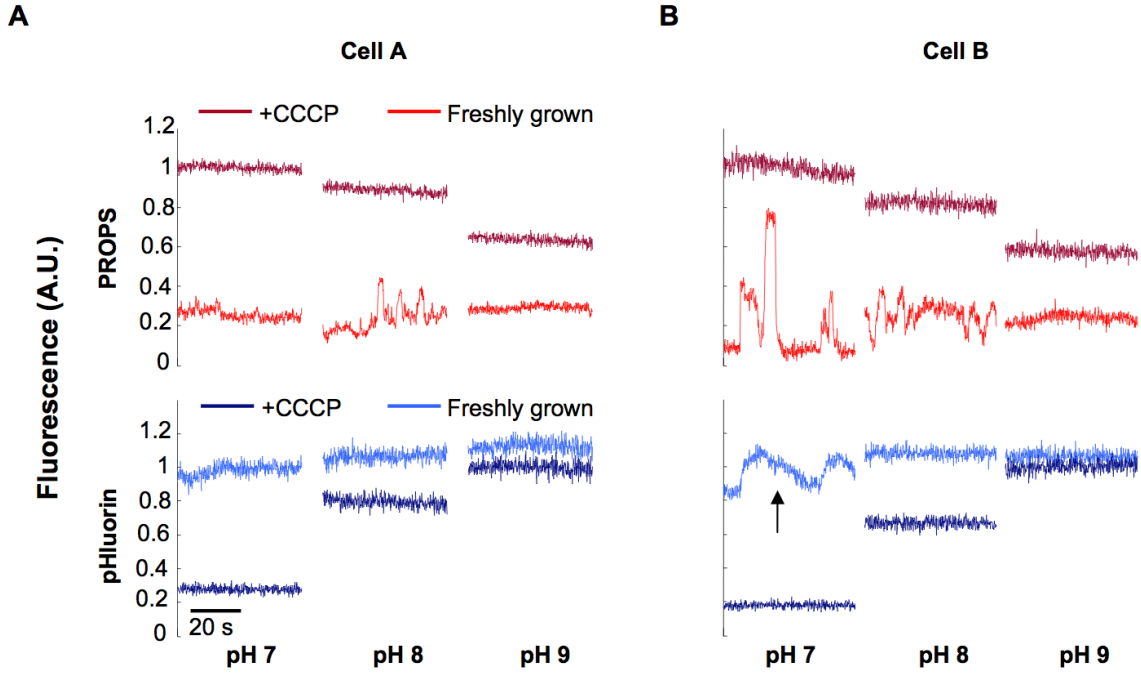 A
B
Cell A
Cell B
+CCCP Freshly grown
1.2
1
0.8
0.6
0.4
0.2
0
PROPS
Fluorescence (A.U.)
+CCCP Freshly grown
1.2
1
0.8
0.6
0.4
0.2
0
pHluorin
20 s
pH 7 pH 8 pH 9
pH 7 pH 8 pH 9